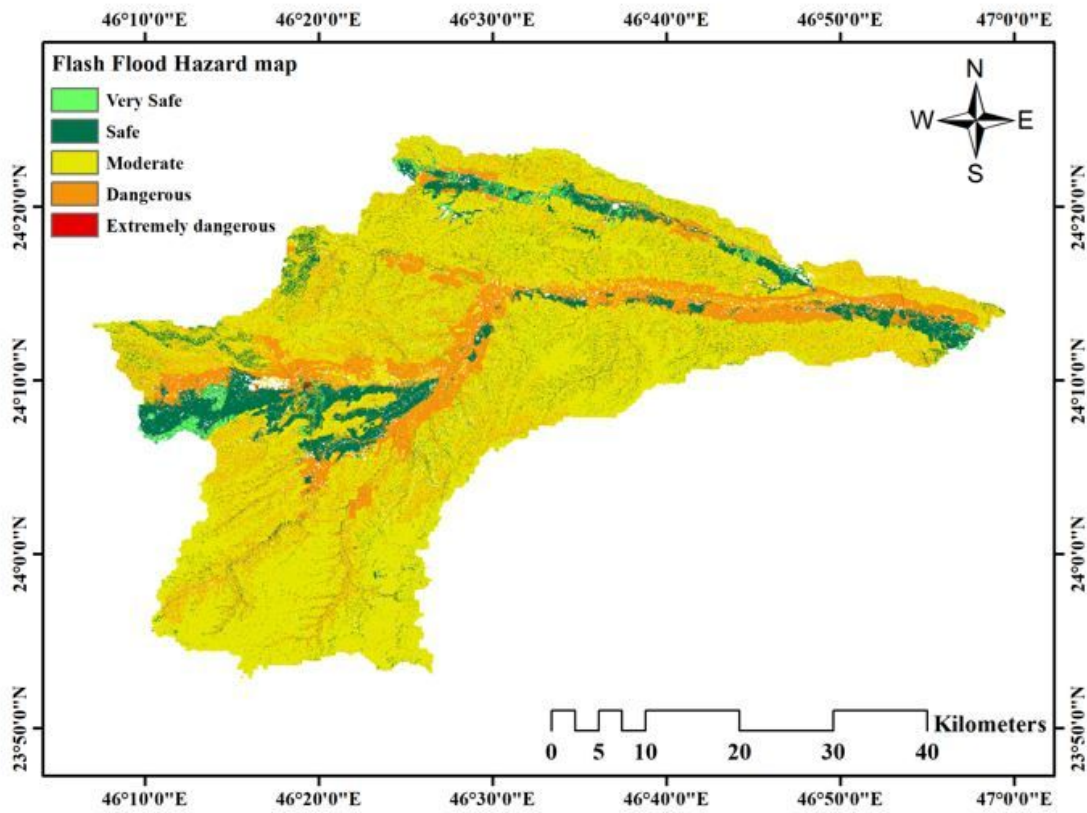 46°10'0"E 46°20'0"E 46°30'0"E 46°40'0"E 46°50'0"E 47°0'0"E
Flash Flood Hazard map
Very Safe
Safe
Moderate
Dangerous
Extremely dangerous
N
W E
S
24°20'0"N 24°20'0"N
24°10'0"N 24°10'0"N
24°0'0"N 24°0'0"N
23°50'0"N 23°50'0"N
Kilometers
0 5 10 20 30 40
46°10'0"E 46°20'0"E 46°30'0"E 46°40'0"E 46°50'0"E 47°0'0"E